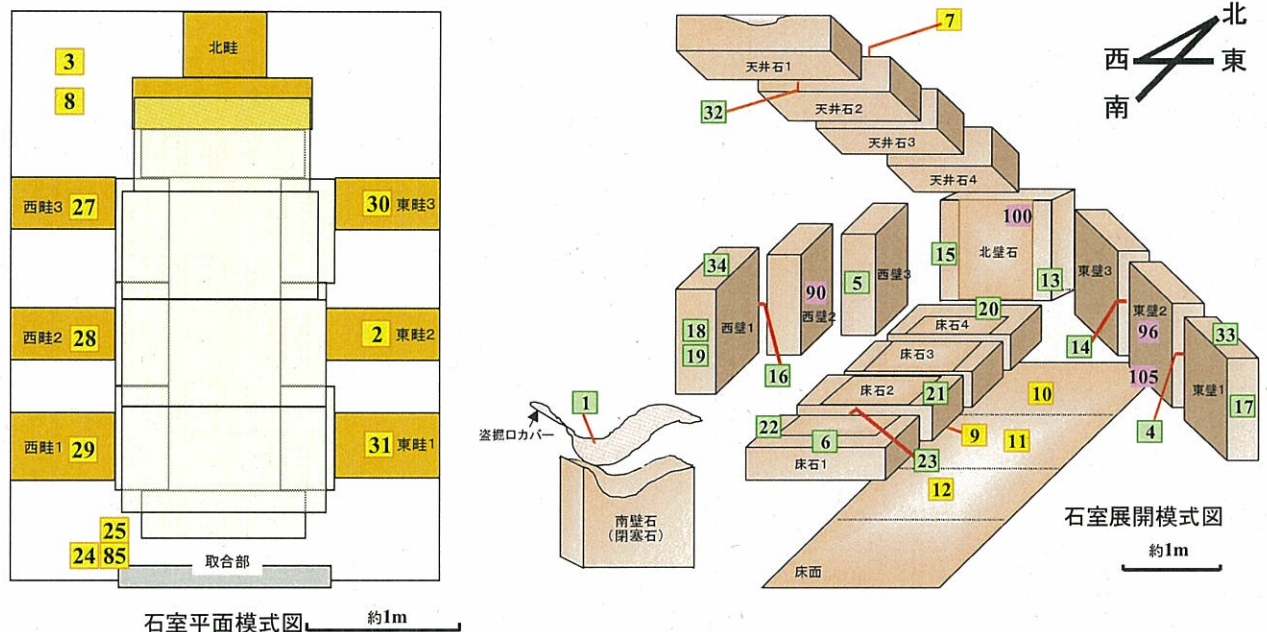 北畦
3
8
西畦3 27
30 東畦3
西畦2 28
2 東畦2
西畦1 29
31 東畦1
25
24 85
取合部
石室平面模式図
約1m
7
天井石1
32
天井石2
天井石3
天井石4
北
西
東
南
100
15
北壁石
13
34
西壁1
18
19
16
90
西壁2
5
西壁3
東壁3
14
東壁2
96
105
33
東壁1
17
4
20
床石4
床石3
床石2
21
22
6
床石1
23
9
10
11
12
床面
1
盗掘口カバー
南壁石
(閉塞石)
石室展開模式図
約1m